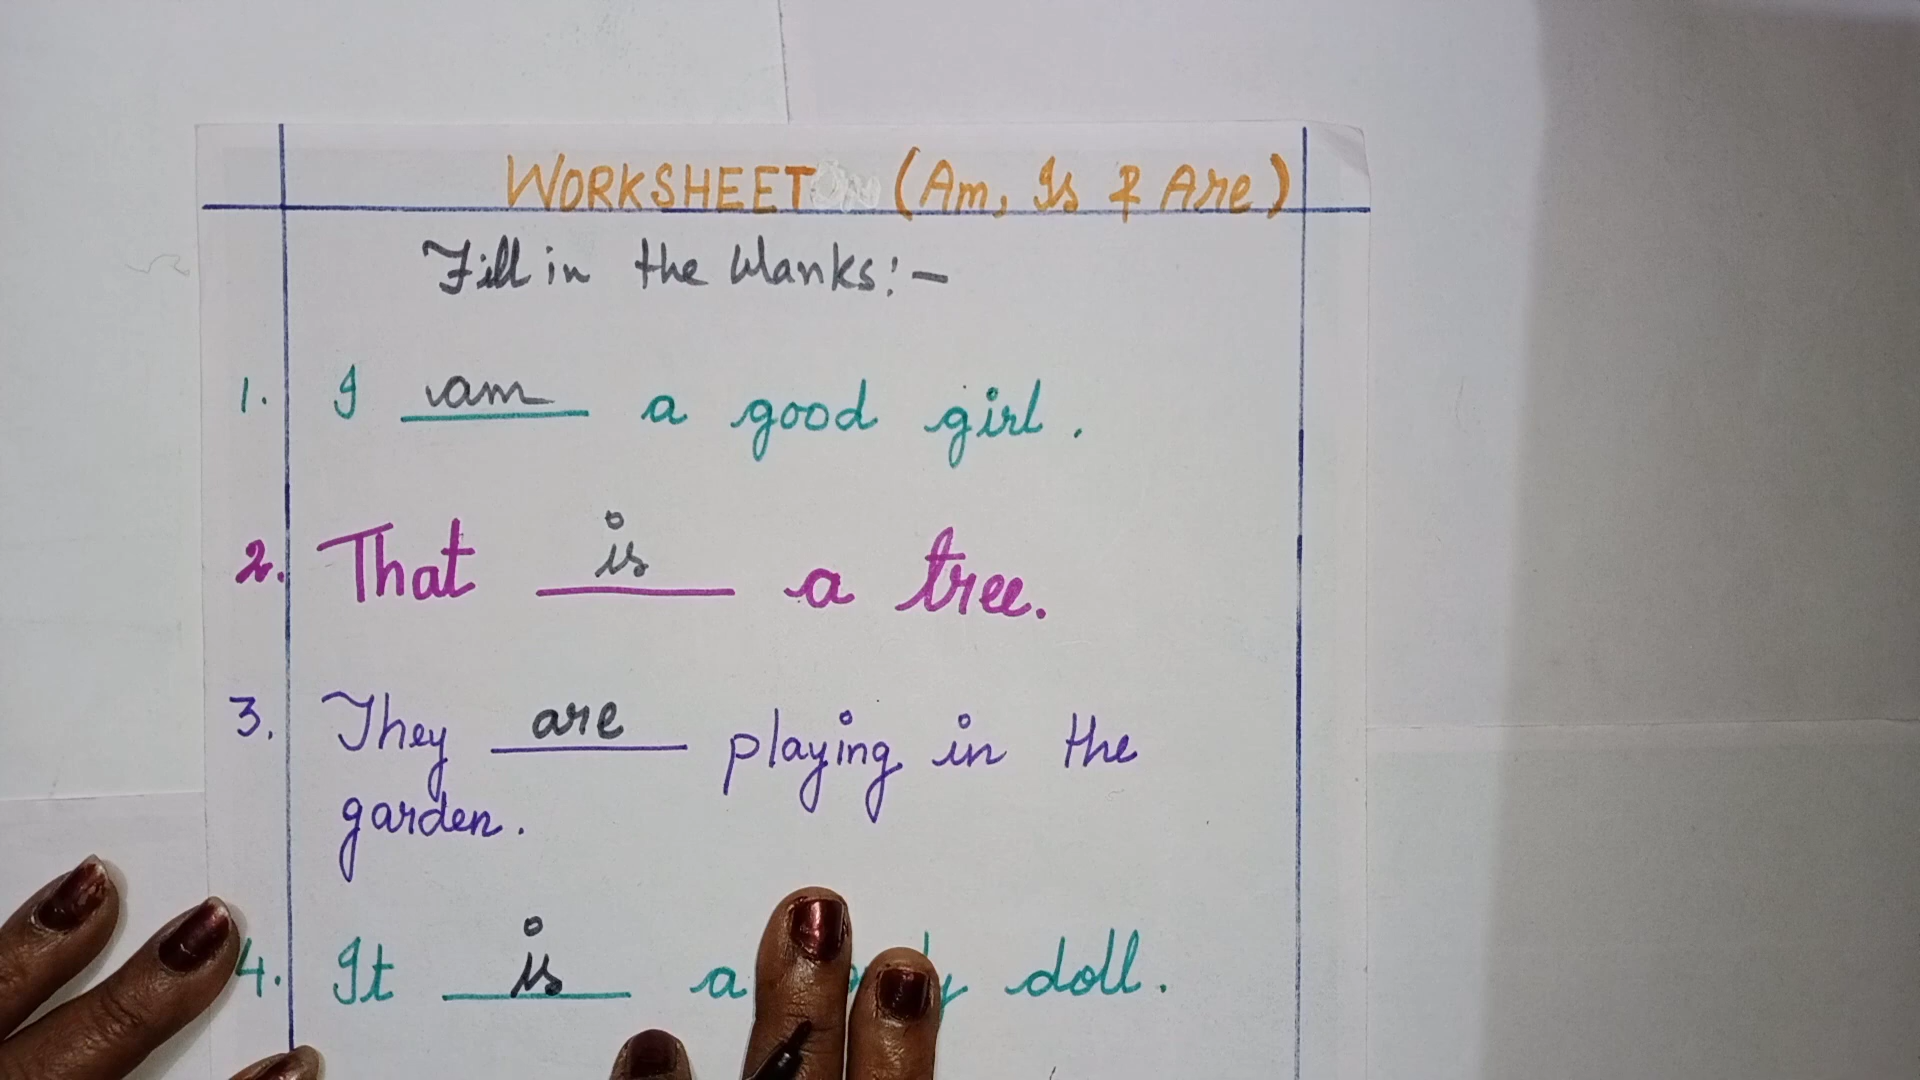 WORKSHEET (Am, Is & Are)
Fill in the blanks:-
1. I am a good girl.
2. That is a tree.
3. They are playing in the
garden.
4. It is a doll.